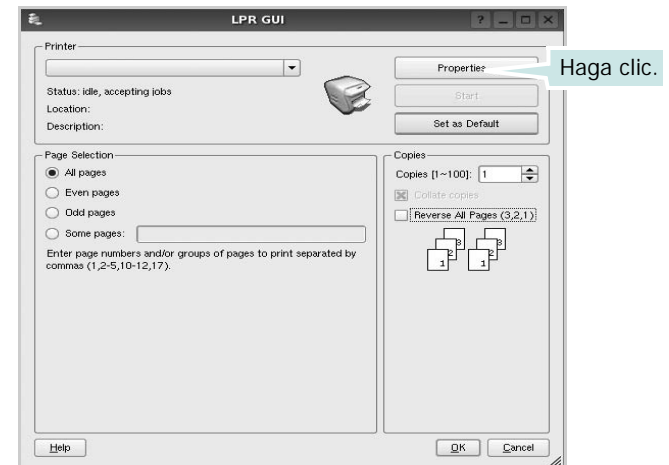 LPR GUI
Printer
Properties
Haga clic.
Status: idle, accepting jobs
Start
Location:
Description:
Set as Default
Page Selection
All pages
Even pages
Odd pages
Some pages:
Enter page numbers and/or groups of pages to print separated by
commas (1,2-5,10-12,17).
Copies
Copies [1~100]: 1
Collate copies
Reverse All Pages (3,2,1)
3 3
2 2
1 1
Help
OK
Cancel